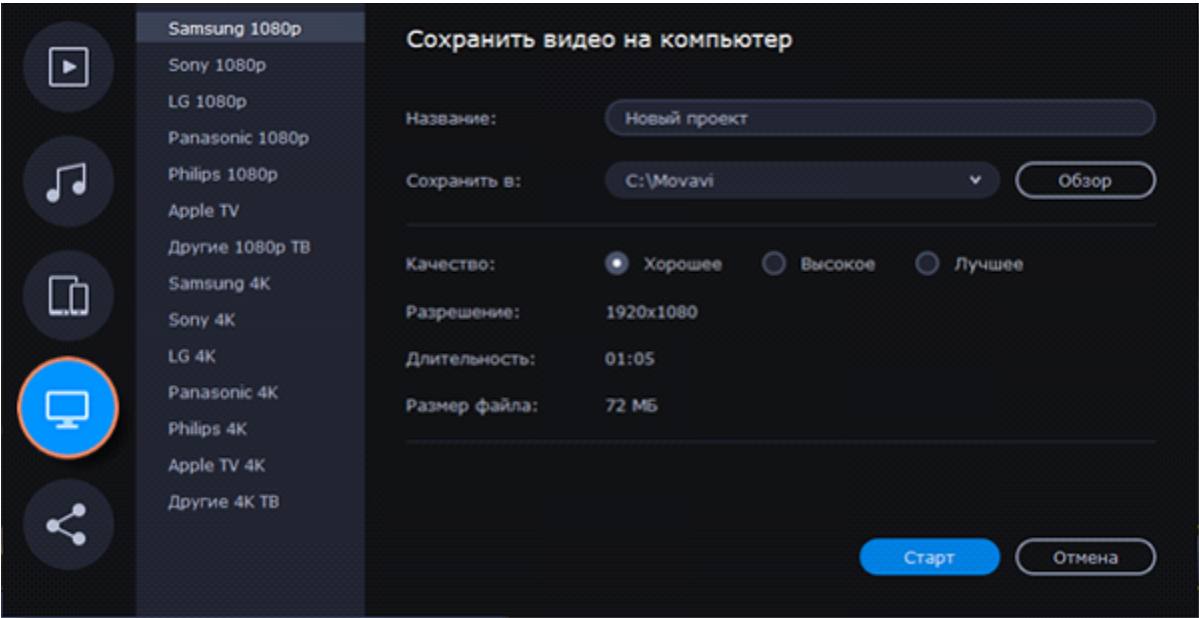 Samsung 1080p
Sony 1080p
LG 1080p
Panasonic 1080p
Philips 1080p
Apple TV
Другие 1080p ТВ
Samsung 4K
Sony 4K
LG 4K
Panasonic 4K
Philips 4K
Apple TV 4K
Другие 4K ТВ
Сохранить видео на компьютер
Название: Новый проект
Сохранить в: C:\Movavi Обзор
Качество: Хорошее Высокое Лучшее
Разрешение: 1920x1080
Длительность: 01:05
Размер файла: 72 МБ
Старт Отмена